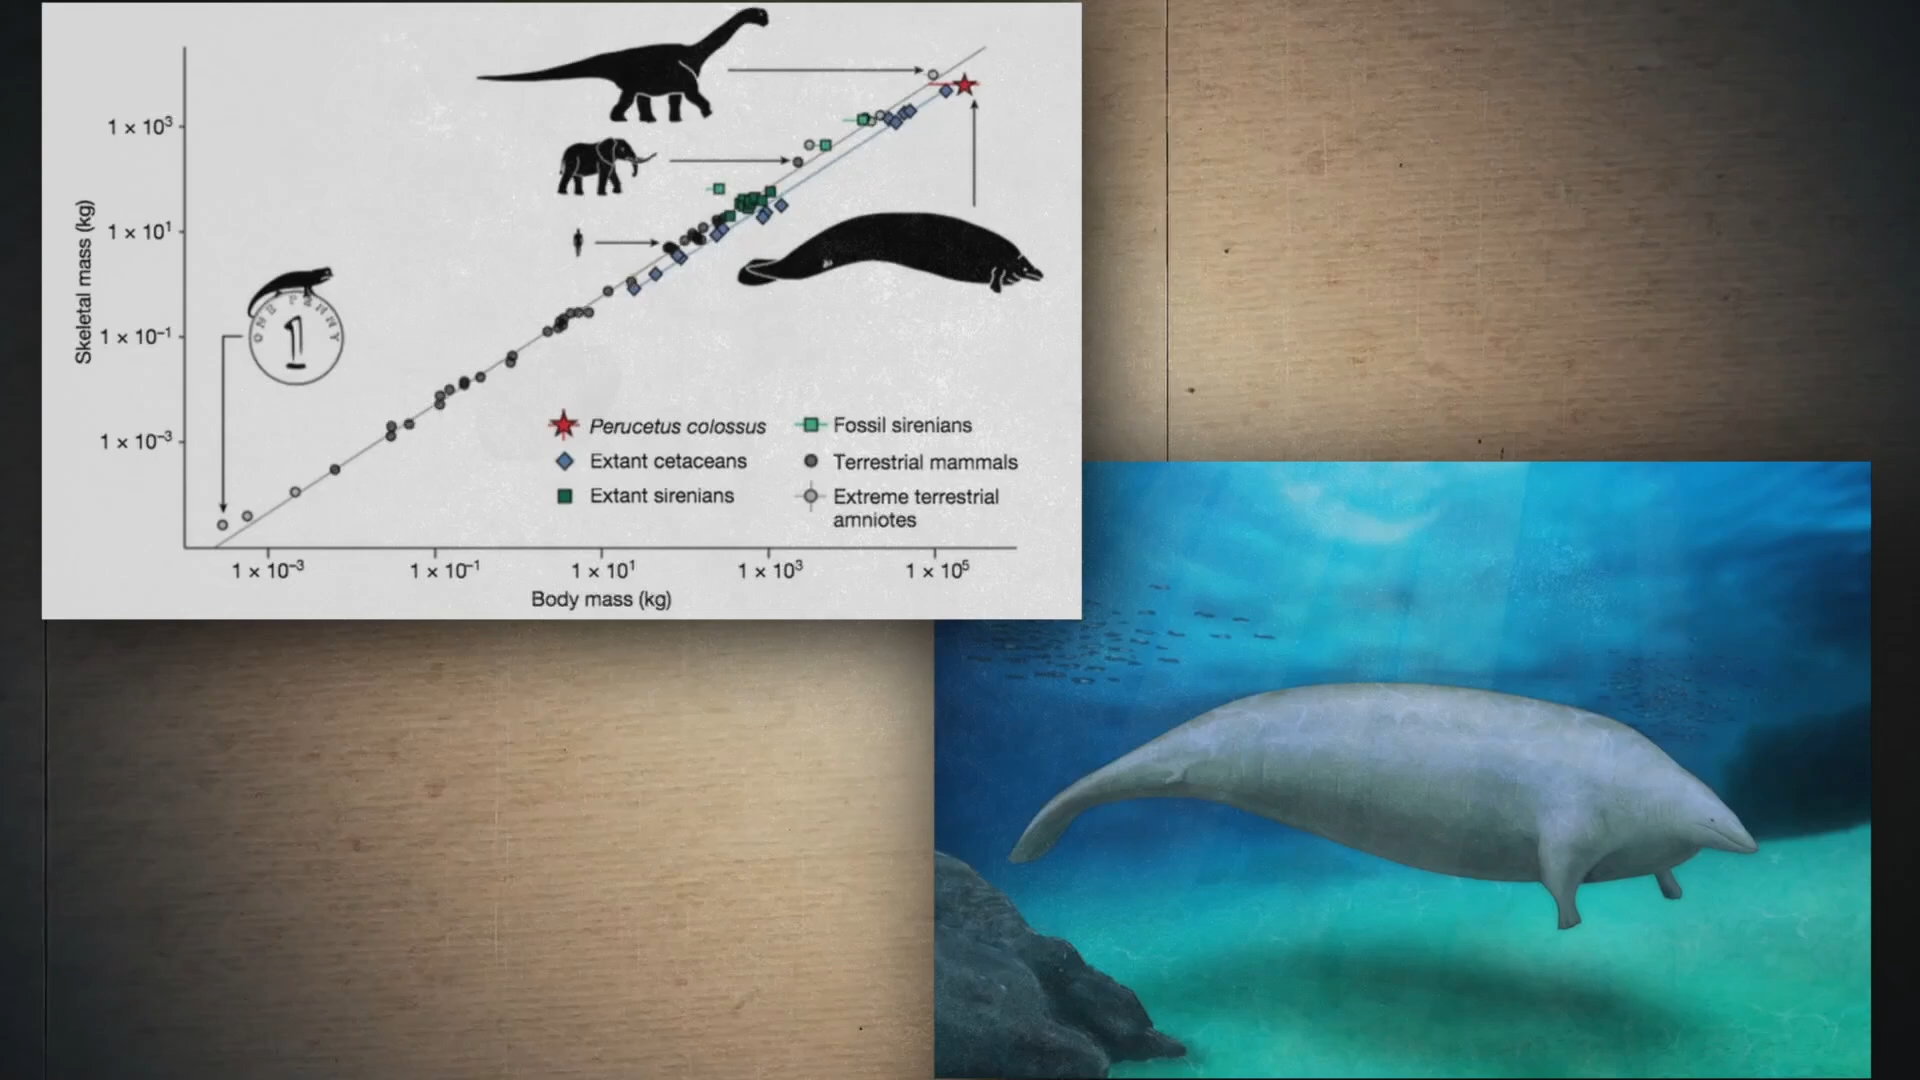 1 × 10³
1 × 10¹
1 × 10⁻¹
1 × 10⁻³
Skeletal mass (kg)
ONE PENNY
1
Perucetus colossus
Extant cetaceans
Extant sirenians
Fossil sirenians
Terrestrial mammals
Extreme terrestrial
amniotes
1 × 10⁻³
1 × 10⁻¹
1 × 10¹
1 × 10³
1 × 10⁵
Body mass (kg)